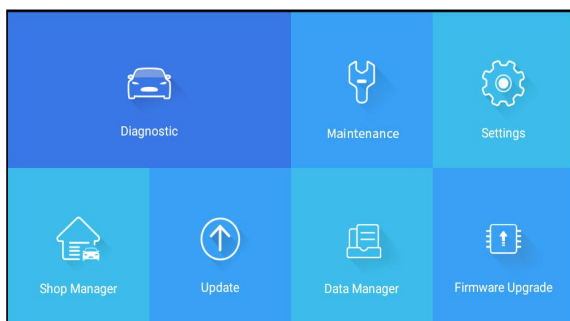 Diagnostic
Maintenance
Settings
Shop Manager
Update
Data Manager
Firmware Upgrade